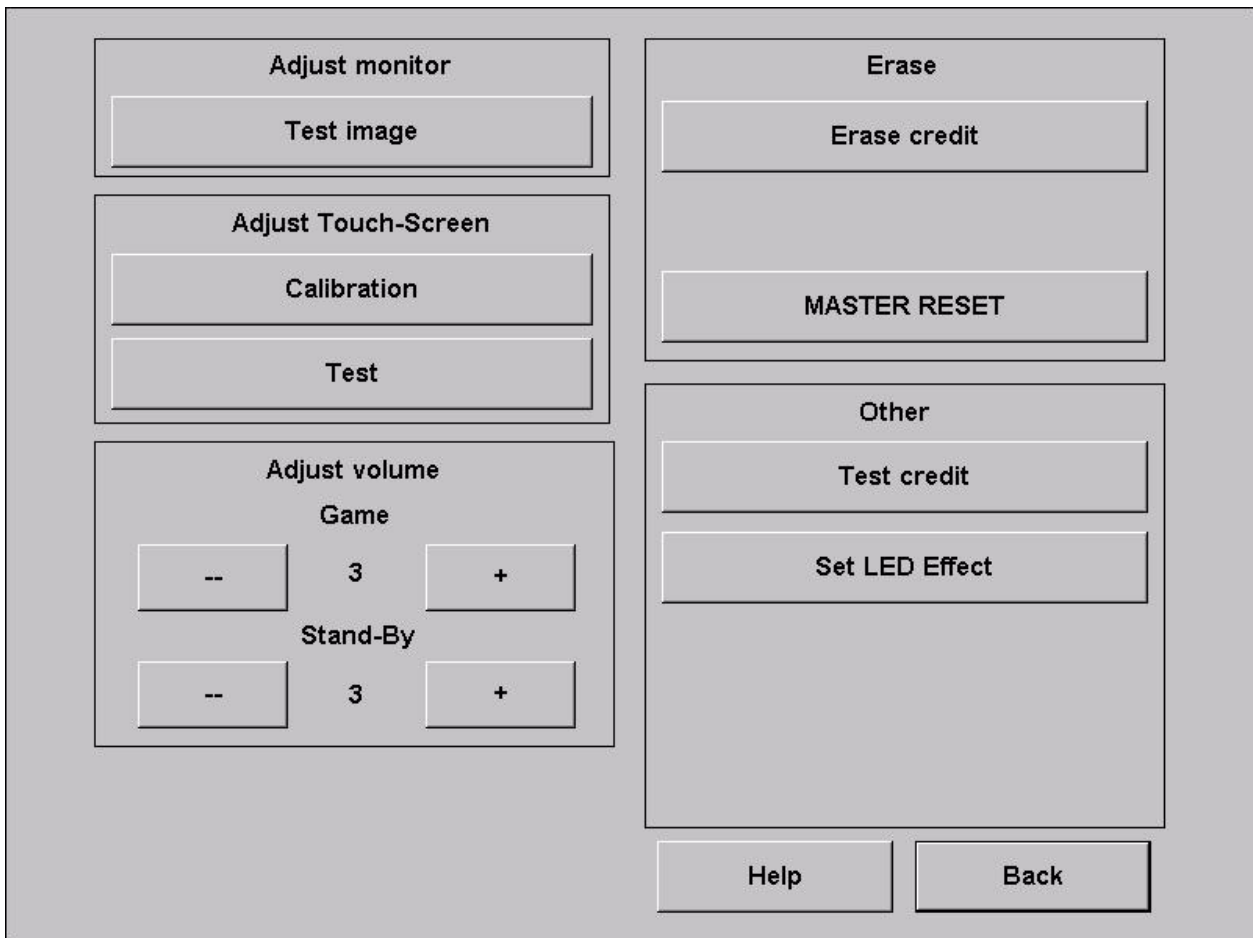 Adjust monitor
Test image
Adjust Touch-Screen
Calibration
Test
Adjust volume
Game
-- 3 +
Stand-By
-- 3 +
Erase
Erase credit
MASTER RESET
Other
Test credit
Set LED Effect
Help
Back